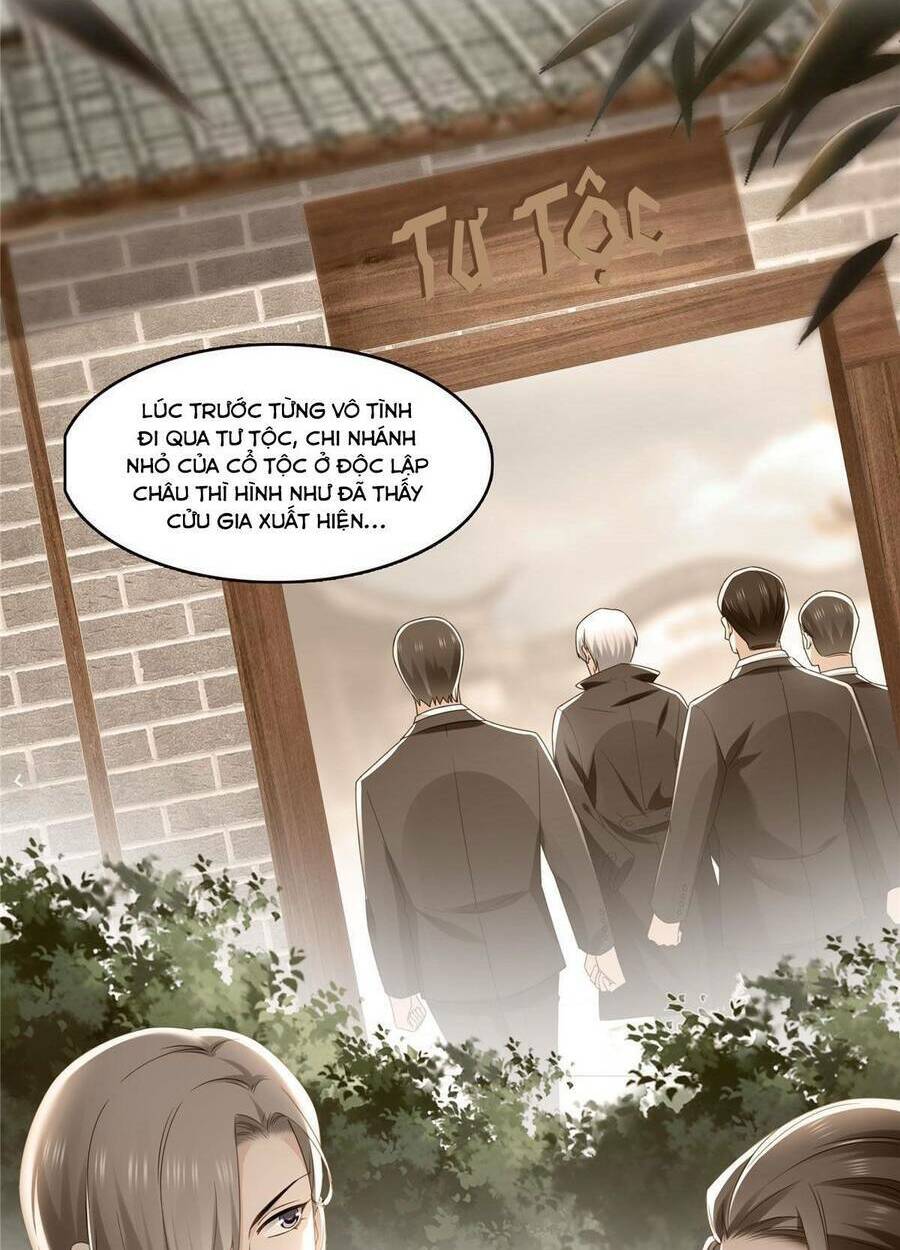 TƯ TỘC
LÚC TRƯỚC TỪNG VÔ TÌNH
ĐI QUA TƯ TỘC, CHI NHÁNH
NHỎ CỦA CỔ TỘC Ở ĐỘC LẬP
CHÂU THÌ HÌNH NHƯ ĐÃ THẤY
CỬU GIA XUẤT HIỆN...